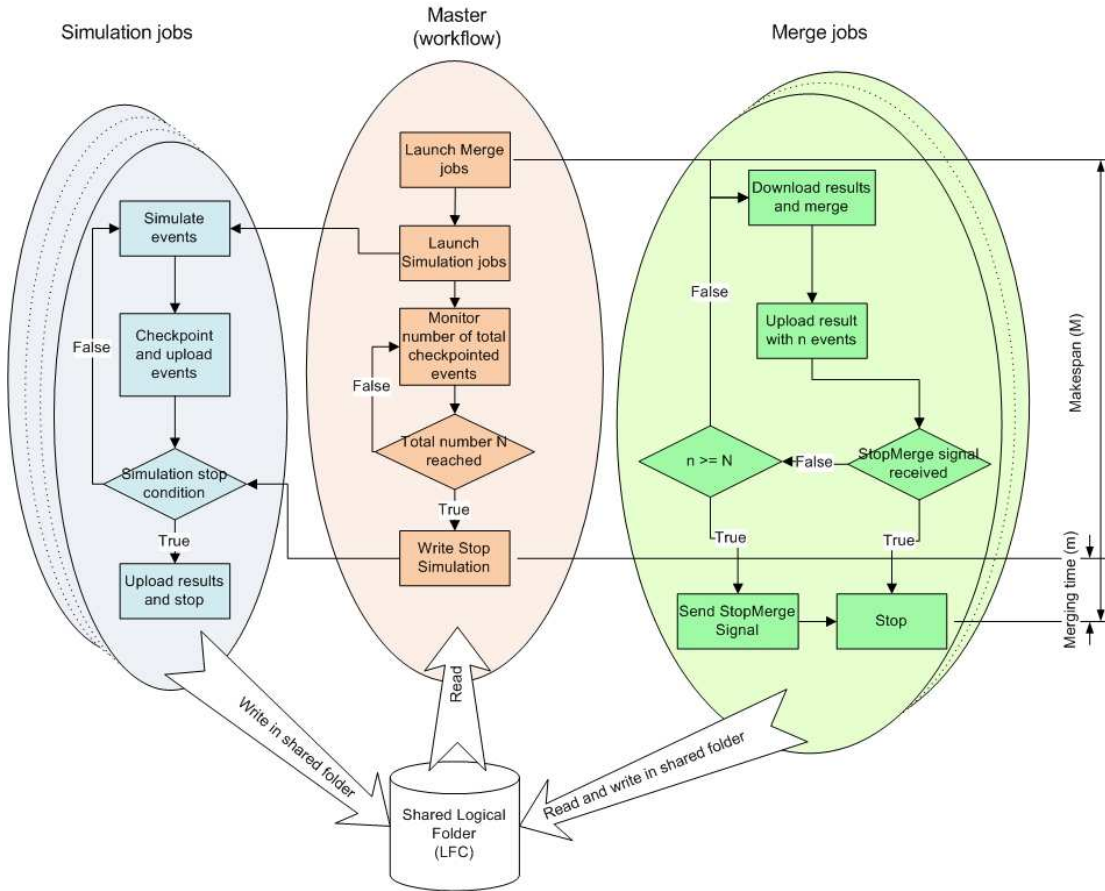 Simulation jobs
Master
(workflow)
Merge jobs
Launch Merge
jobs
Simulate
events
Launch
Simulation jobs
Download results
and merge
False
Checkpoint
and upload
events
Monitor
number of total
checkpointed
events
False
False
Upload result
with n events
Makespan (M)
Simulation stop
condition
Total number N
reached
n >= N
False
StopMerge signal
received
True
True
True
True
Upload results
and stop
Write Stop
Simulation
Send StopMerge
Signal
Stop
Merging time (m)
Write in shared folder
Read
Read and write in shared folder
Shared Logical
Folder
(LFC)